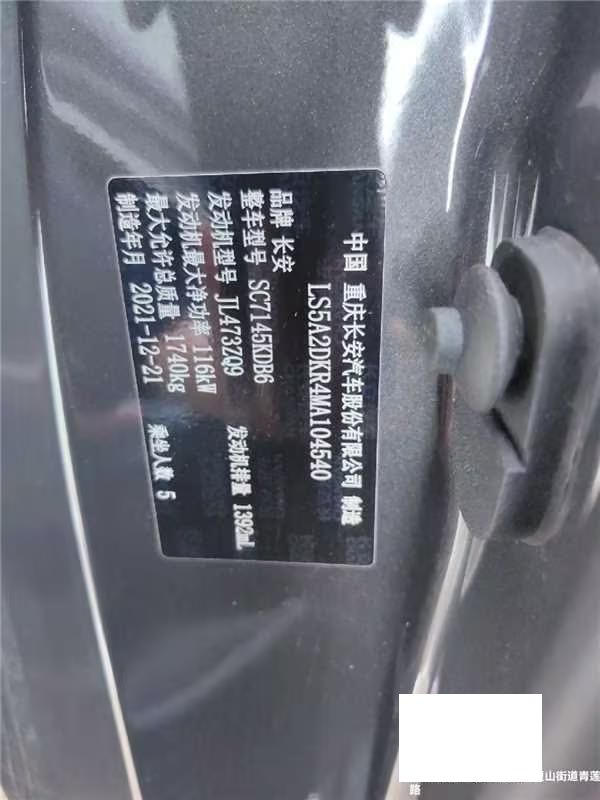 中国 重庆长安汽车股份有限公司 制造
LS5A2DKR4MA104540
品牌 长安
整车型号 SC7145KDB6
发动机型号 JL473ZQ9 发动机排量 1392mL
发动机最大净功率 116kW
最大允许总质量 1740kg
制造年月 2021-12-21 乘坐人数 5
山街道青莲
路